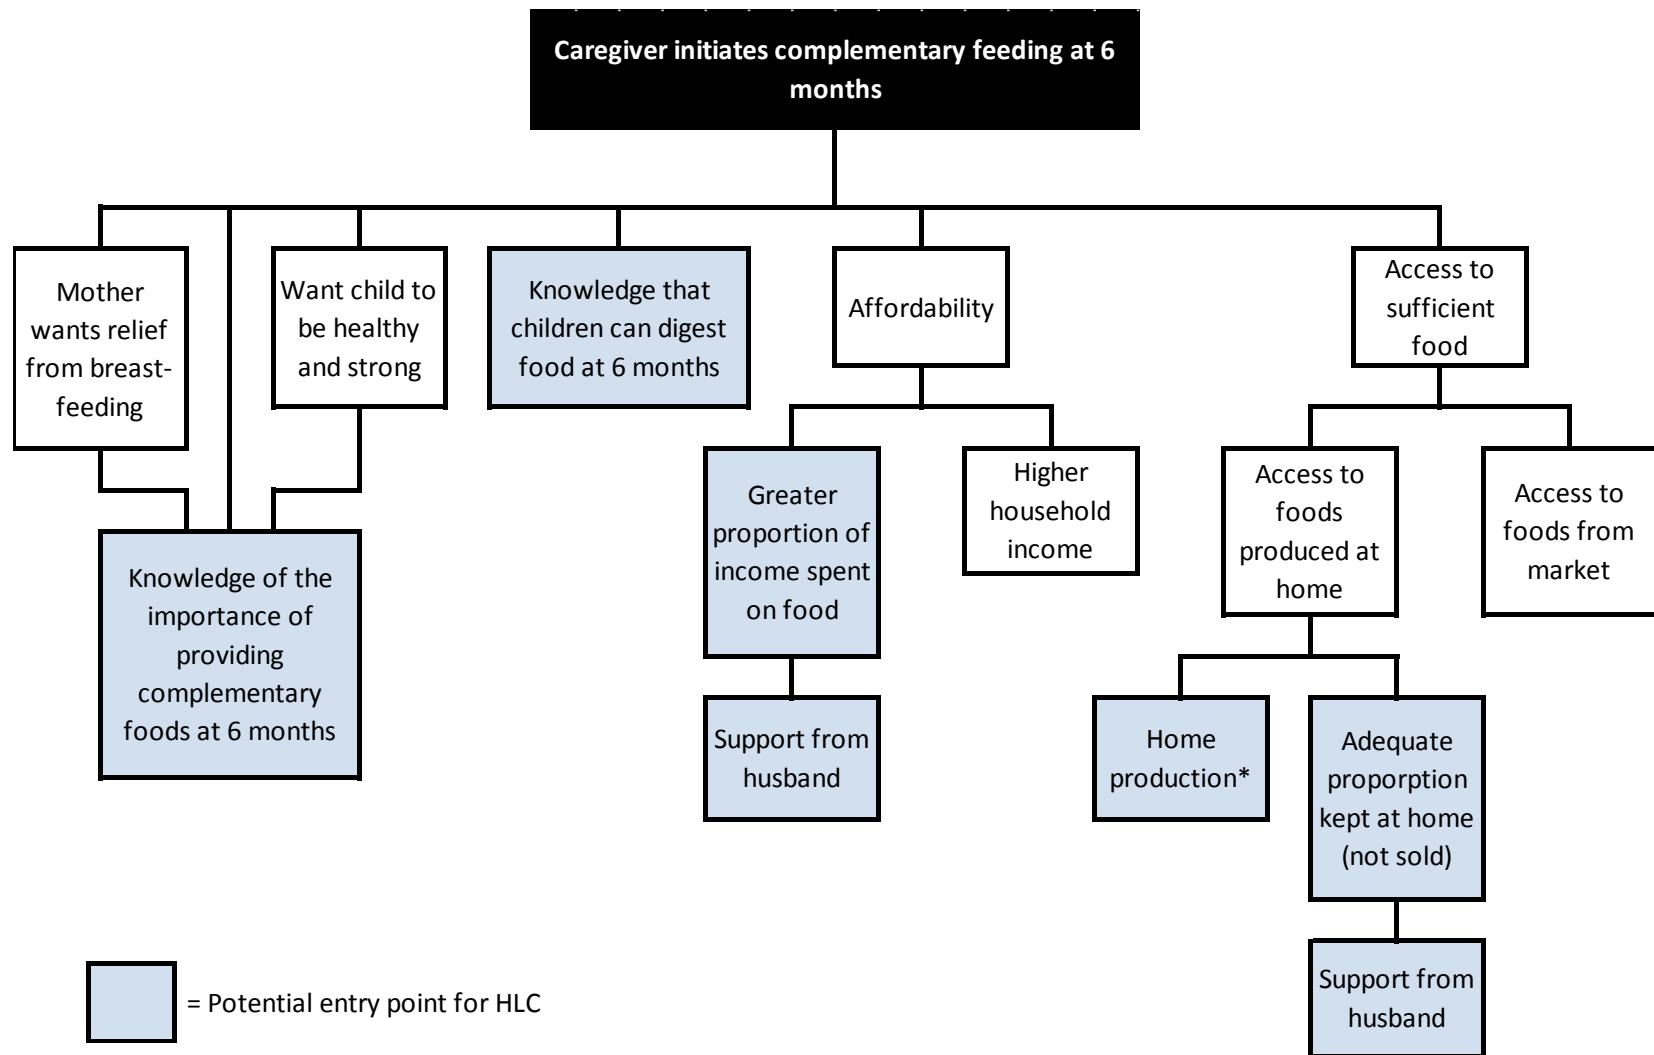 Caregiver initiates complementary feeding at 6
months
Mother
wants relief
from breast-
feeding
Want child to
be healthy
and strong
Knowledge that
children can digest
food at 6 months
Affordability
Access to
sufficient
food
Knowledge of the
importance of
providing
complementary
foods at 6 months
Greater
proportion of
income spent
on food
Higher
household
income
Access to
foods
produced at
home
Access to
foods from
market
Support from
husband
Home
production*
Adequate
proporption
kept at home
(not sold)
Support from
husband
= Potential entry point for HLC